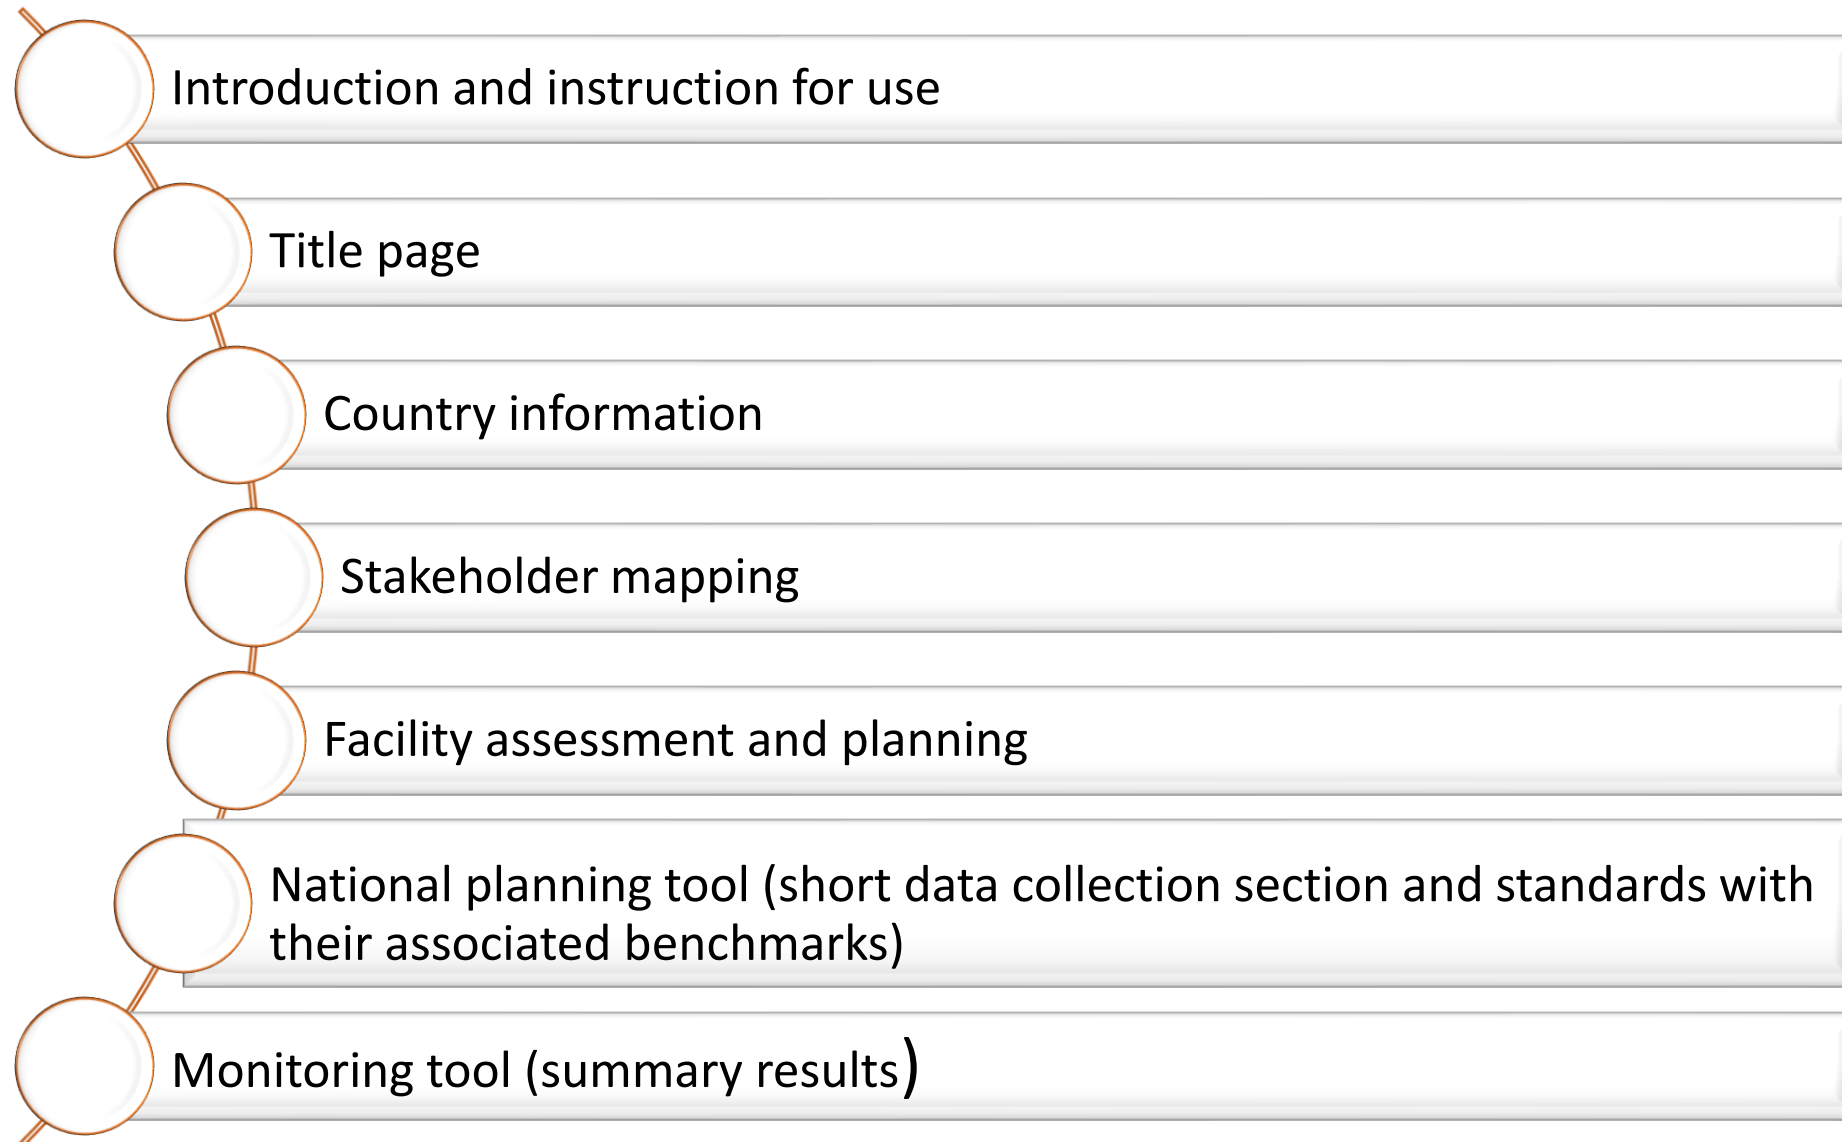 Introduction and instruction for use
Title page
Country information
Stakeholder mapping
Facility assessment and planning
National planning tool (short data collection section and standards with
their associated benchmarks)
Monitoring tool (summary results)